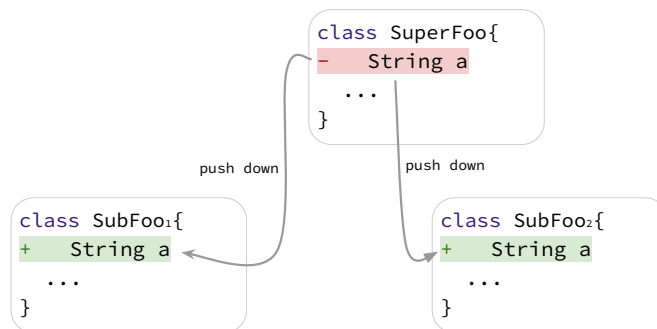 class SuperFoo{
-   String a
...
}
push down
push down
class SubFoo₁{
+   String a
...
}
class SubFoo₂{
+   String a
...
}